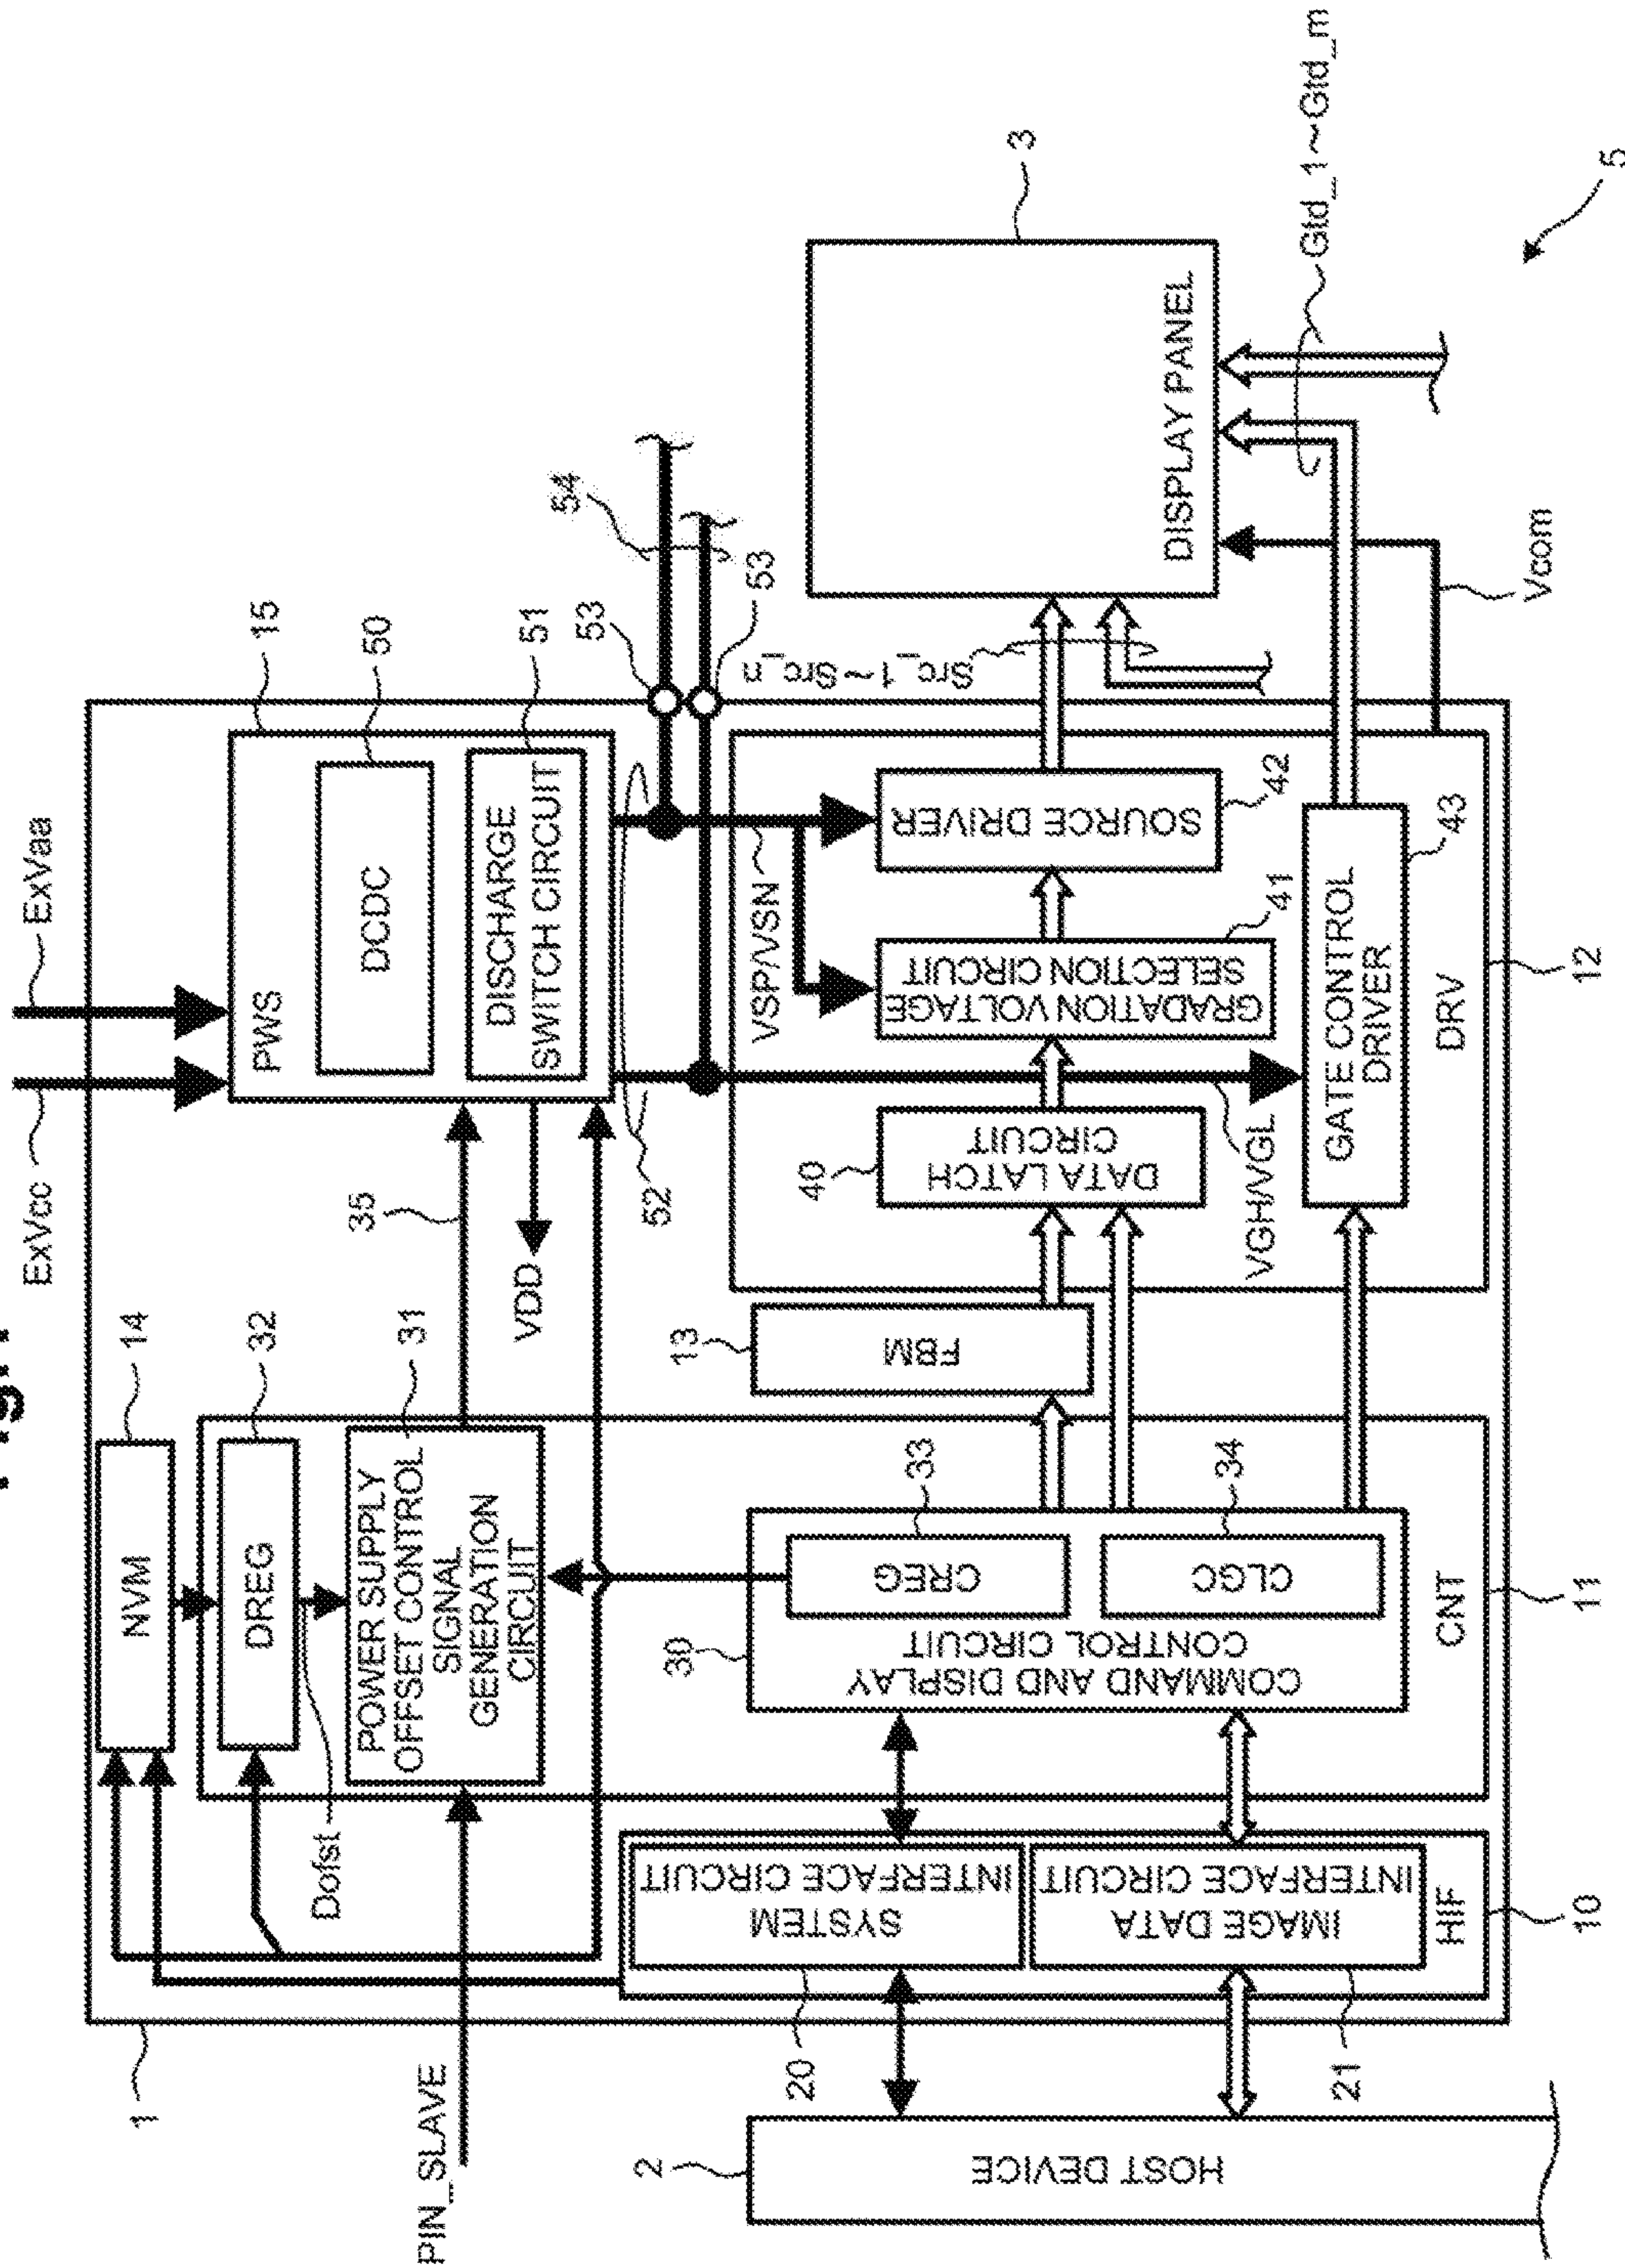 Fig.1
ExVcc
ExVaa
1
NVM
14
DREG
32
Dofst
POWER SUPPLY
OFFSET CONTROL
SIGNAL
GENERATION
CIRCUIT
31
35
PIN_SLAVE
PWS
15
DCDC
50
DISCHARGE
SWITCH CIRCUIT
51
VDD
52
53
53
54
2
HOST DEVICE
20
SYSTEM
INTERFACE CIRCUIT
IMAGE DATA
INTERFACE CIRCUIT
21
HIF
10
30
COMMAND AND DISPLAY
CONTROL CIRCUIT
CREG
33
CLGC
34
CNT
11
13
FBM
40
DATA LATCH
CIRCUIT
VSP/VSN
GRADATION VOLTAGE
SELECTION CIRCUIT
41
SOURCE DRIVER
42
VGH/VGL
GATE CONTROL
DRIVER
43
DRV
12
Src_1~Src_n
DISPLAY PANEL
3
Vcom
Gtd_1~Gtd_m
5